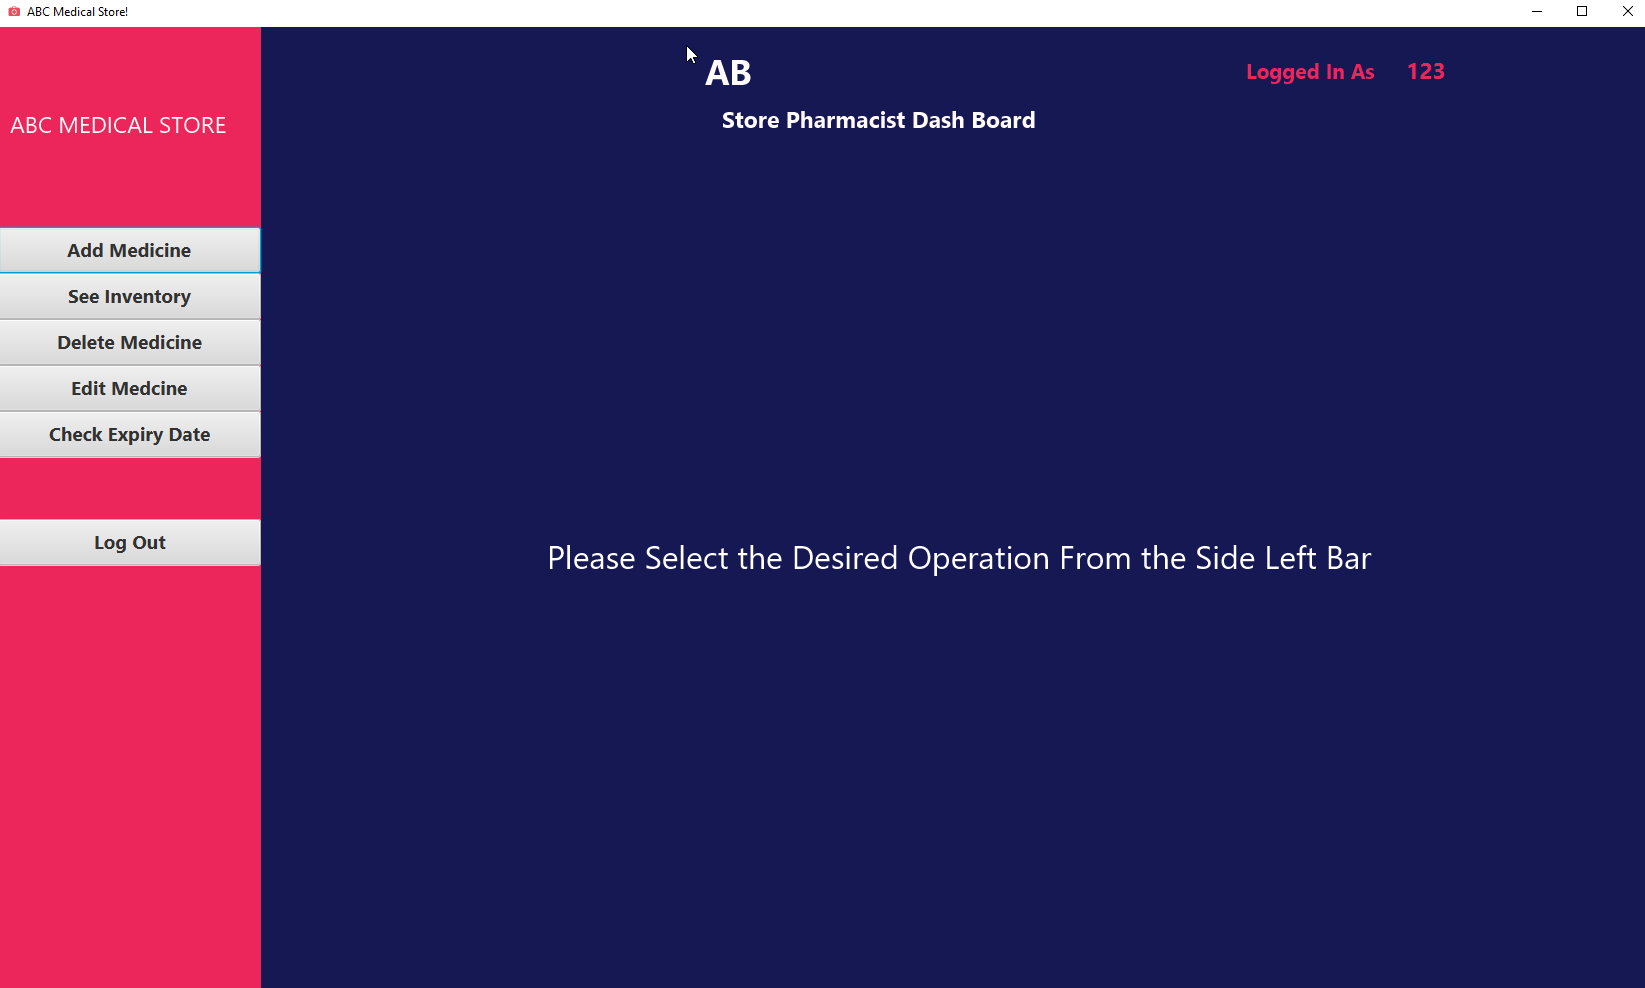 ABC Medical Store!
ABC MEDICAL STORE
Add Medicine
See Inventory
Delete Medicine
Edit Medcine
Check Expiry Date
Log Out
AB
Logged In As 123
Store Pharmacist Dash Board
Please Select the Desired Operation From the Side Left Bar